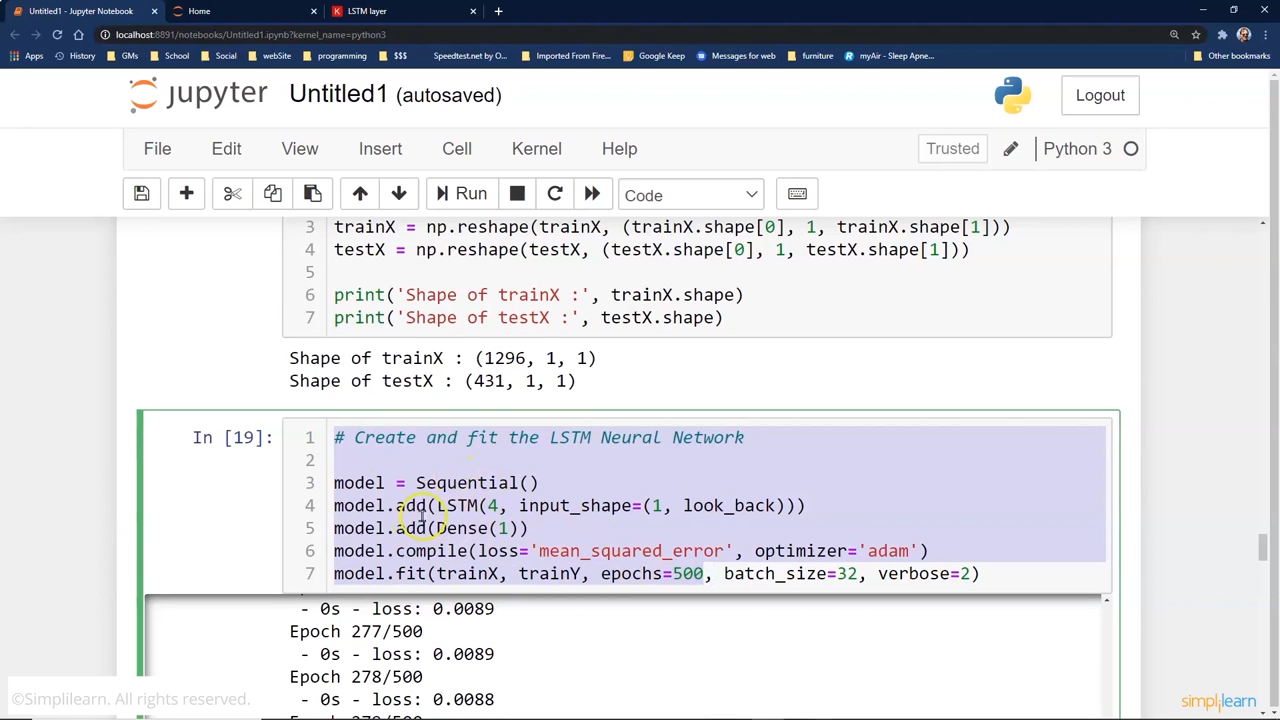 Untitled1 - Jupyter Notebook
Home
LSTM layer
localhost:8891/notebooks/Untitled1.ipynb?kernel_name=python3
Apps History GMs School Social webSite programming $$$ Speedtest.net by O... Imported From Fire... Google Keep Messages for web furniture myAir - Sleep Apne... Other bookmarks
jupyter Untitled1 (autosaved)
Logout
File Edit View Insert Cell Kernel Help
Trusted Python 3
Run Code
3 trainX = np.reshape(trainX, (trainX.shape[0], 1, trainX.shape[1]))
4 testX = np.reshape(testX, (testX.shape[0], 1, testX.shape[1]))
5
6 print('Shape of trainX :', trainX.shape)
7 print('Shape of testX :', testX.shape)
Shape of trainX : (1296, 1, 1)
Shape of testX : (431, 1, 1)
In [19]: 1 # Create and fit the LSTM Neural Network
2
3 model = Sequential()
4 model.add(LSTM(4, input_shape=(1, look_back)))
5 model.add(Dense(1))
6 model.compile(loss='mean_squared_error', optimizer='adam')
7 model.fit(trainX, trainY, epochs=500, batch_size=32, verbose=2)
- 0s - loss: 0.0089
Epoch 277/500
- 0s - loss: 0.0089
Epoch 278/500
- 0s - loss: 0.0088
©Simplilearn. All rights reserved.
simplilearn